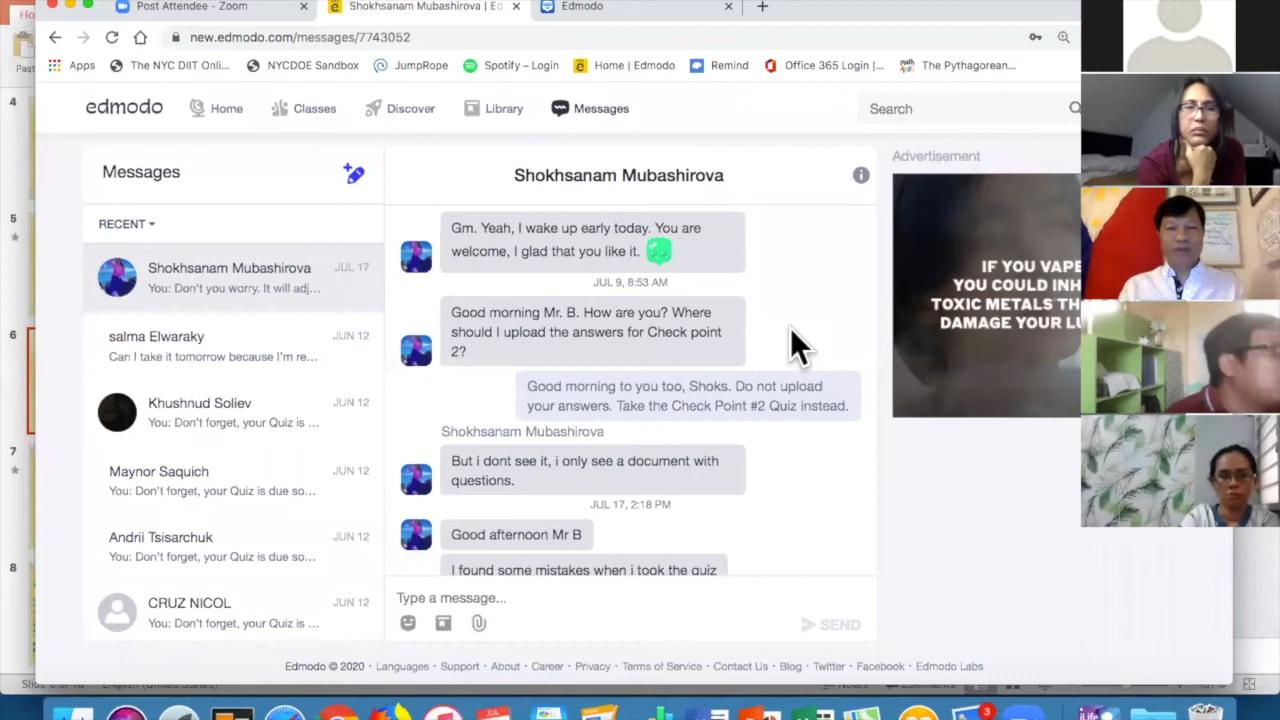 Post Attendee - Zoom
Shokhsanam Mubashirova | Ed
Edmodo
new.edmodo.com/messages/7743052
Apps
The NYC DIIT Onli...
NYCDOE Sandbox
JumpRope
Spotify – Login
Home | Edmodo
Remind
Office 365 Login |...
The Pythagorean...
edmodo
Home
Classes
Discover
Library
Messages
Search
Messages
RECENT
Shokhsanam Mubashirova JUL 17
You: Don't you worry. It will adj...
salma Elwaraky JUN 12
Can I take it tomorrow because I'm re...
Khushnud Soliev JUN 12
You: Don't forget, your Quiz is ...
Maynor Saquich JUN 12
You: Don't forget, your Quiz is due so...
Andrii Tsisarchuk JUN 12
You: Don't forget, your Quiz is due so...
CRUZ NICOL JUN 12
You: Don't forget, your Quiz is ...
Shokhsanam Mubashirova
Gm. Yeah, I wake up early today. You are
welcome, I glad that you like it.
JUL 9, 8:53 AM
Good morning Mr. B. How are you? Where
should I upload the answers for Check point
2?
Good morning to you too, Shoks. Do not upload
your answers. Take the Check Point #2 Quiz instead.
Shokhsanam Mubashirova
But i dont see it, i only see a document with
questions.
JUL 17, 2:18 PM
Good afternoon Mr B
I found some mistakes when i took the quiz
Type a message...
SEND
Advertisement
IF YOU VAPE
YOU COULD INH
TOXIC METALS TH
DAMAGE YOUR LU
Edmodo © 2020 · Languages · Support · About · Career · Privacy · Terms of Service · Contact Us · Blog · Twitter · Facebook · Edmodo Labs
4
5
6
7
8
3